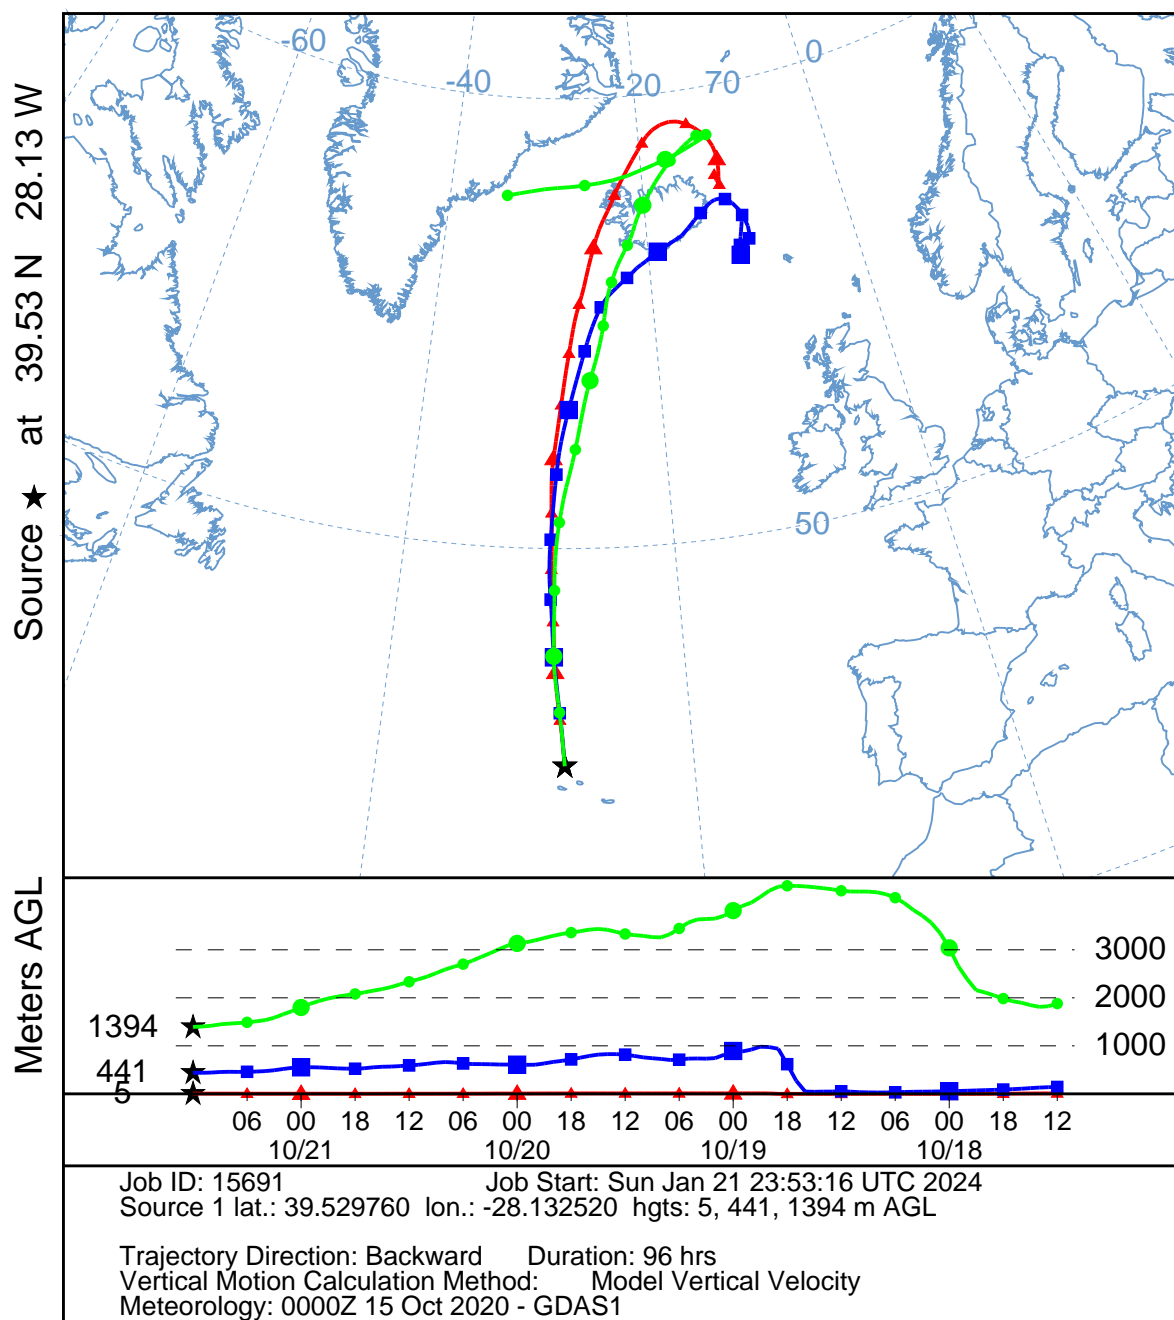 Source ★ at 39.53 N 28.13 W
-60
-40
-20
0
70
50
Meters AGL
3000
2000
1000
1394
441
5
06 00 18 12 06 00 18 12 06 00 18 12 06 00 18 12
10/21 10/20 10/19 10/18
Job ID: 15691 Job Start: Sun Jan 21 23:53:16 UTC 2024
Source 1 lat.: 39.529760 lon.: -28.132520 hgts: 5, 441, 1394 m AGL
Trajectory Direction: Backward Duration: 96 hrs
Vertical Motion Calculation Method: Model Vertical Velocity
Meteorology: 0000Z 15 Oct 2020 - GDAS1